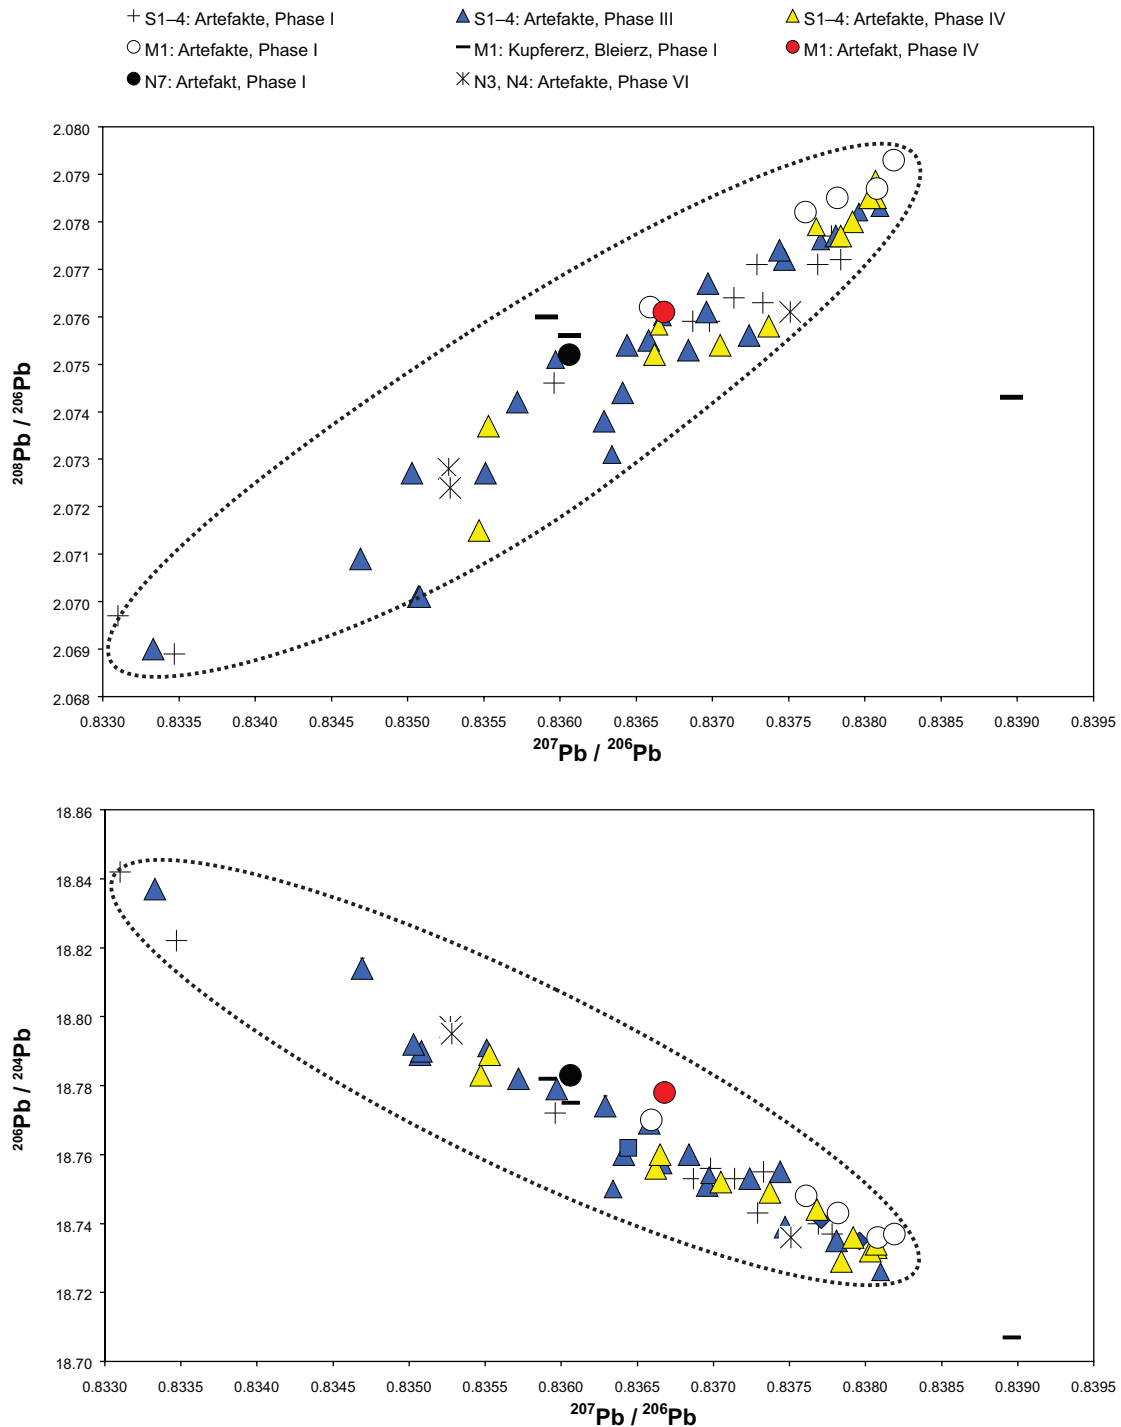 S1–4: Artefakte, Phase I
S1–4: Artefakte, Phase III
S1–4: Artefakte, Phase IV
M1: Artefakte, Phase I
M1: Kupfererz, Bleierz, Phase I
M1: Artefakt, Phase IV
N7: Artefakt, Phase I
N3, N4: Artefakte, Phase VI
2.080
2.079
2.078
2.077
2.076
2.075
2.074
2.073
2.072
2.071
2.070
2.069
2.068
208Pb / 206Pb
0.8330 0.8335 0.8340 0.8345 0.8350 0.8355 0.8360 0.8365 0.8370 0.8375 0.8380 0.8385 0.8390 0.8395
207Pb / 206Pb
18.86
18.84
18.82
18.80
18.78
18.76
18.74
18.72
18.70
206Pb / 204Pb
0.8330 0.8335 0.8340 0.8345 0.8350 0.8355 0.8360 0.8365 0.8370 0.8375 0.8380 0.8385 0.8390 0.8395
207Pb / 206Pb